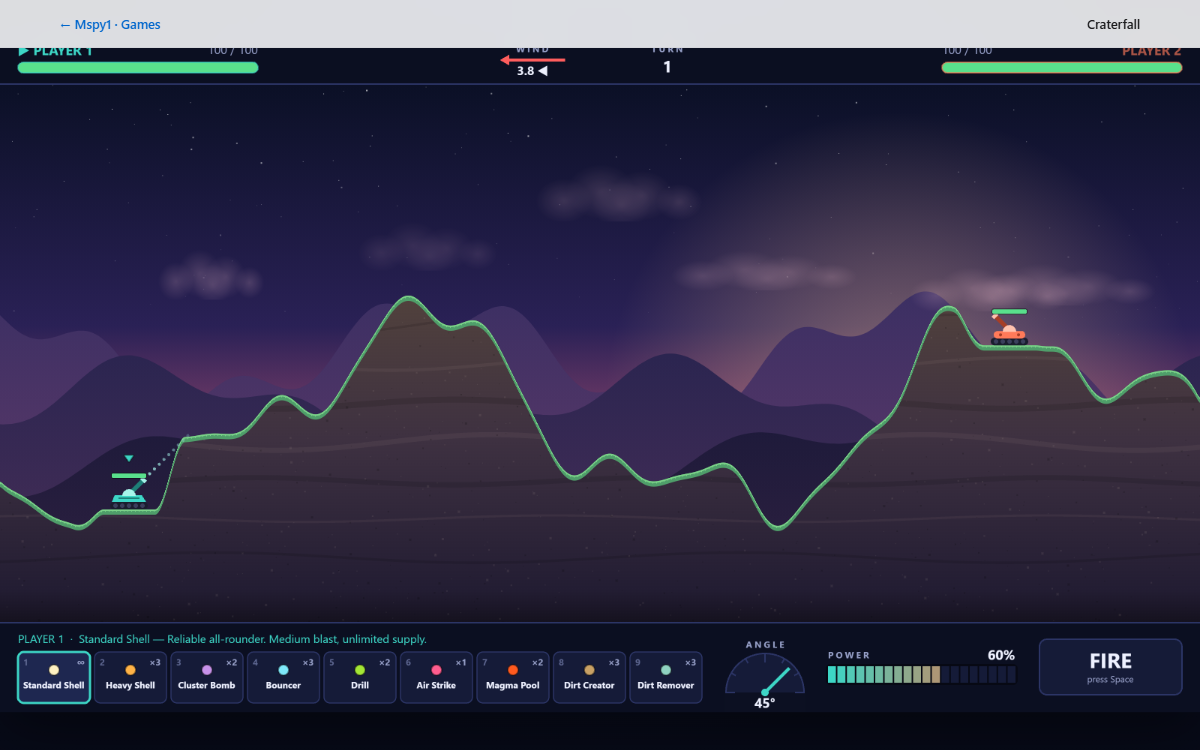 ← Mspy1 · Games
Craterfall
▶ PLAYER 1
100 / 100
WIND
3.8 ◀
TURN
1
100 / 100
PLAYER 2
PLAYER 1 · Standard Shell — Reliable all-rounder. Medium blast, unlimited supply.
1 ∞
Standard Shell
2 ×3
Heavy Shell
3 ×2
Cluster Bomb
4 ×3
Bouncer
5 ×2
Drill
6 ×1
Air Strike
7 ×2
Magma Pool
8 ×3
Dirt Creator
9 ×3
Dirt Remover
ANGLE
45°
POWER
60%
FIRE
press Space